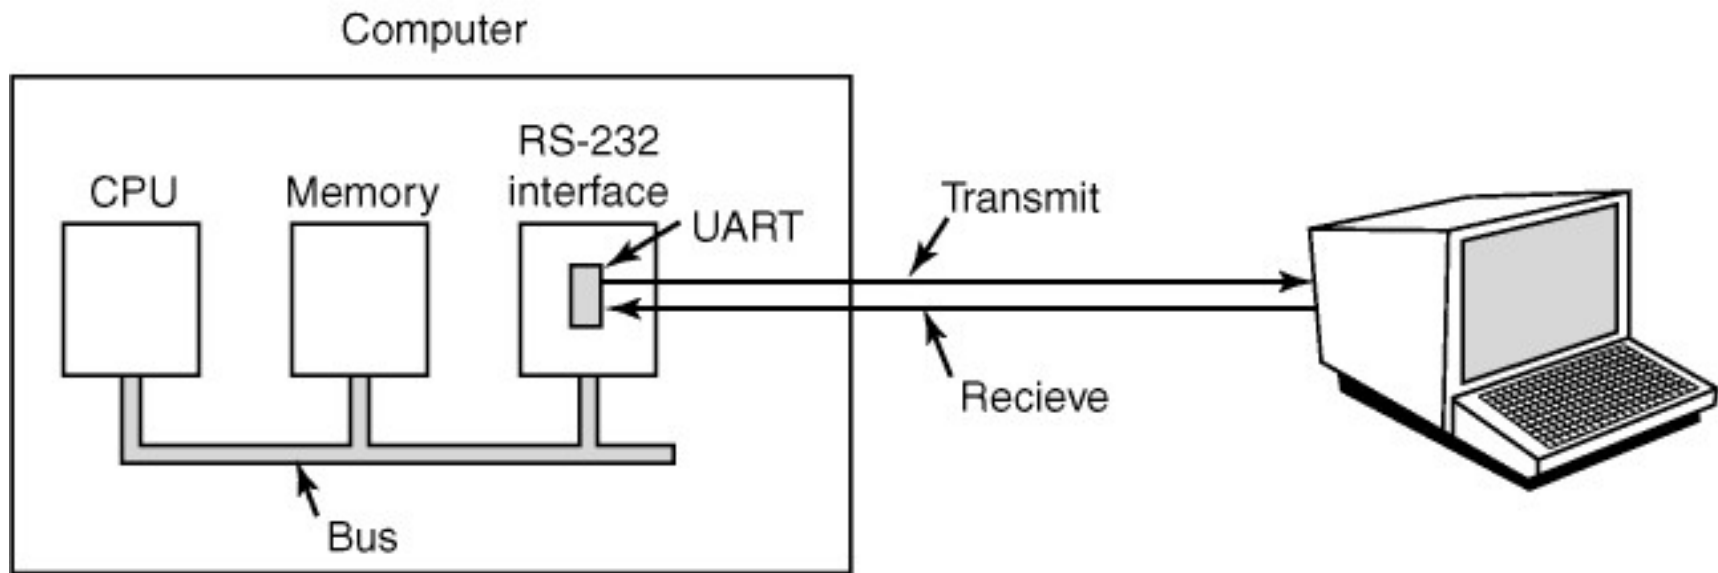 Computer
RS-232
interface
CPU
Memory
UART
Transmit
Recieve
Bus